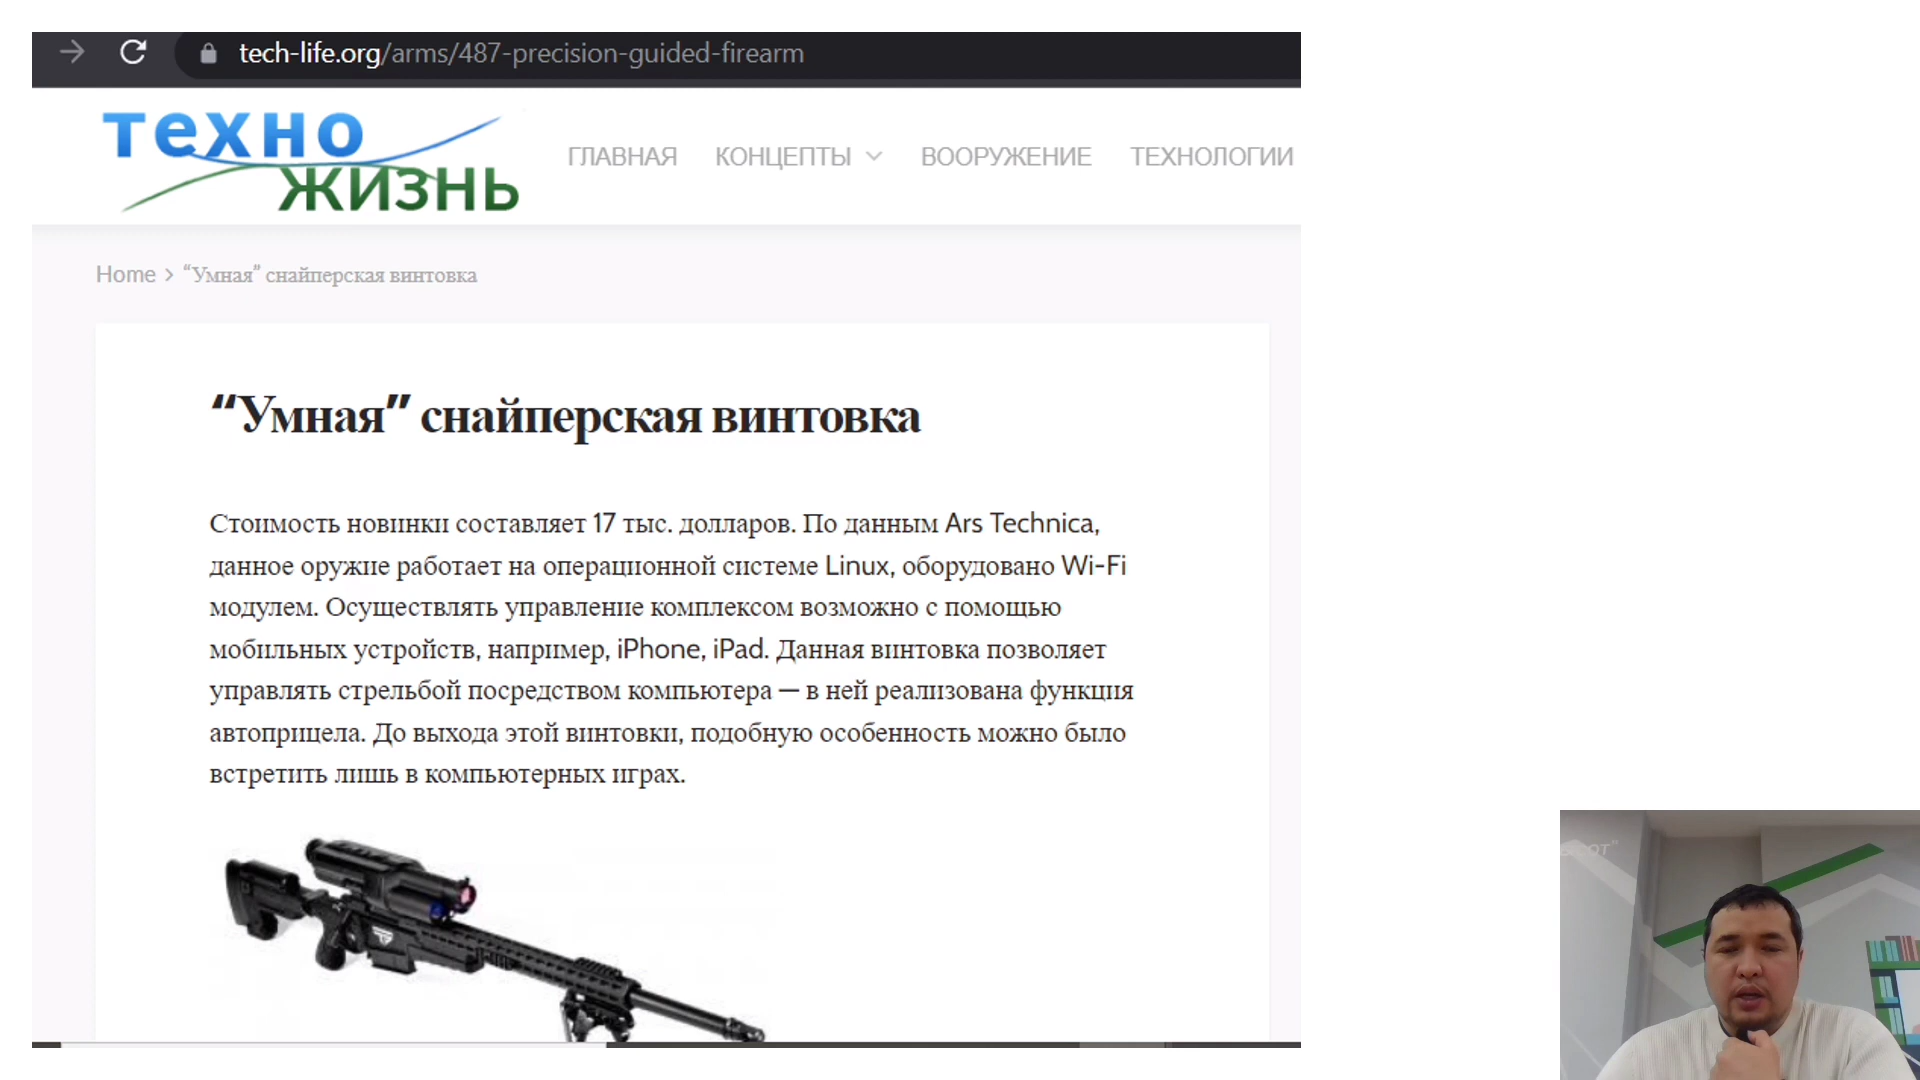 tech-life.org/arms/487-precision-guided-firearm
техно
жизнь
ГЛАВНАЯ КОНЦЕПТЫ ВООРУЖЕНИЕ ТЕХНОЛОГИИ
Home > “Умная” снайперская винтовка
“Умная” снайперская винтовка
Стоимость новинки составляет 17 тыс. долларов. По данным Ars Technica,
данное оружие работает на операционной системе Linux, оборудовано Wi-Fi
модулем. Осуществлять управление комплексом возможно с помощью
мобильных устройств, например, iPhone, iPad. Данная винтовка позволяет
управлять стрельбой посредством компьютера — в ней реализована функция
автоприцела. До выхода этой винтовки, подобную особенность можно было
встретить лишь в компьютерных играх.